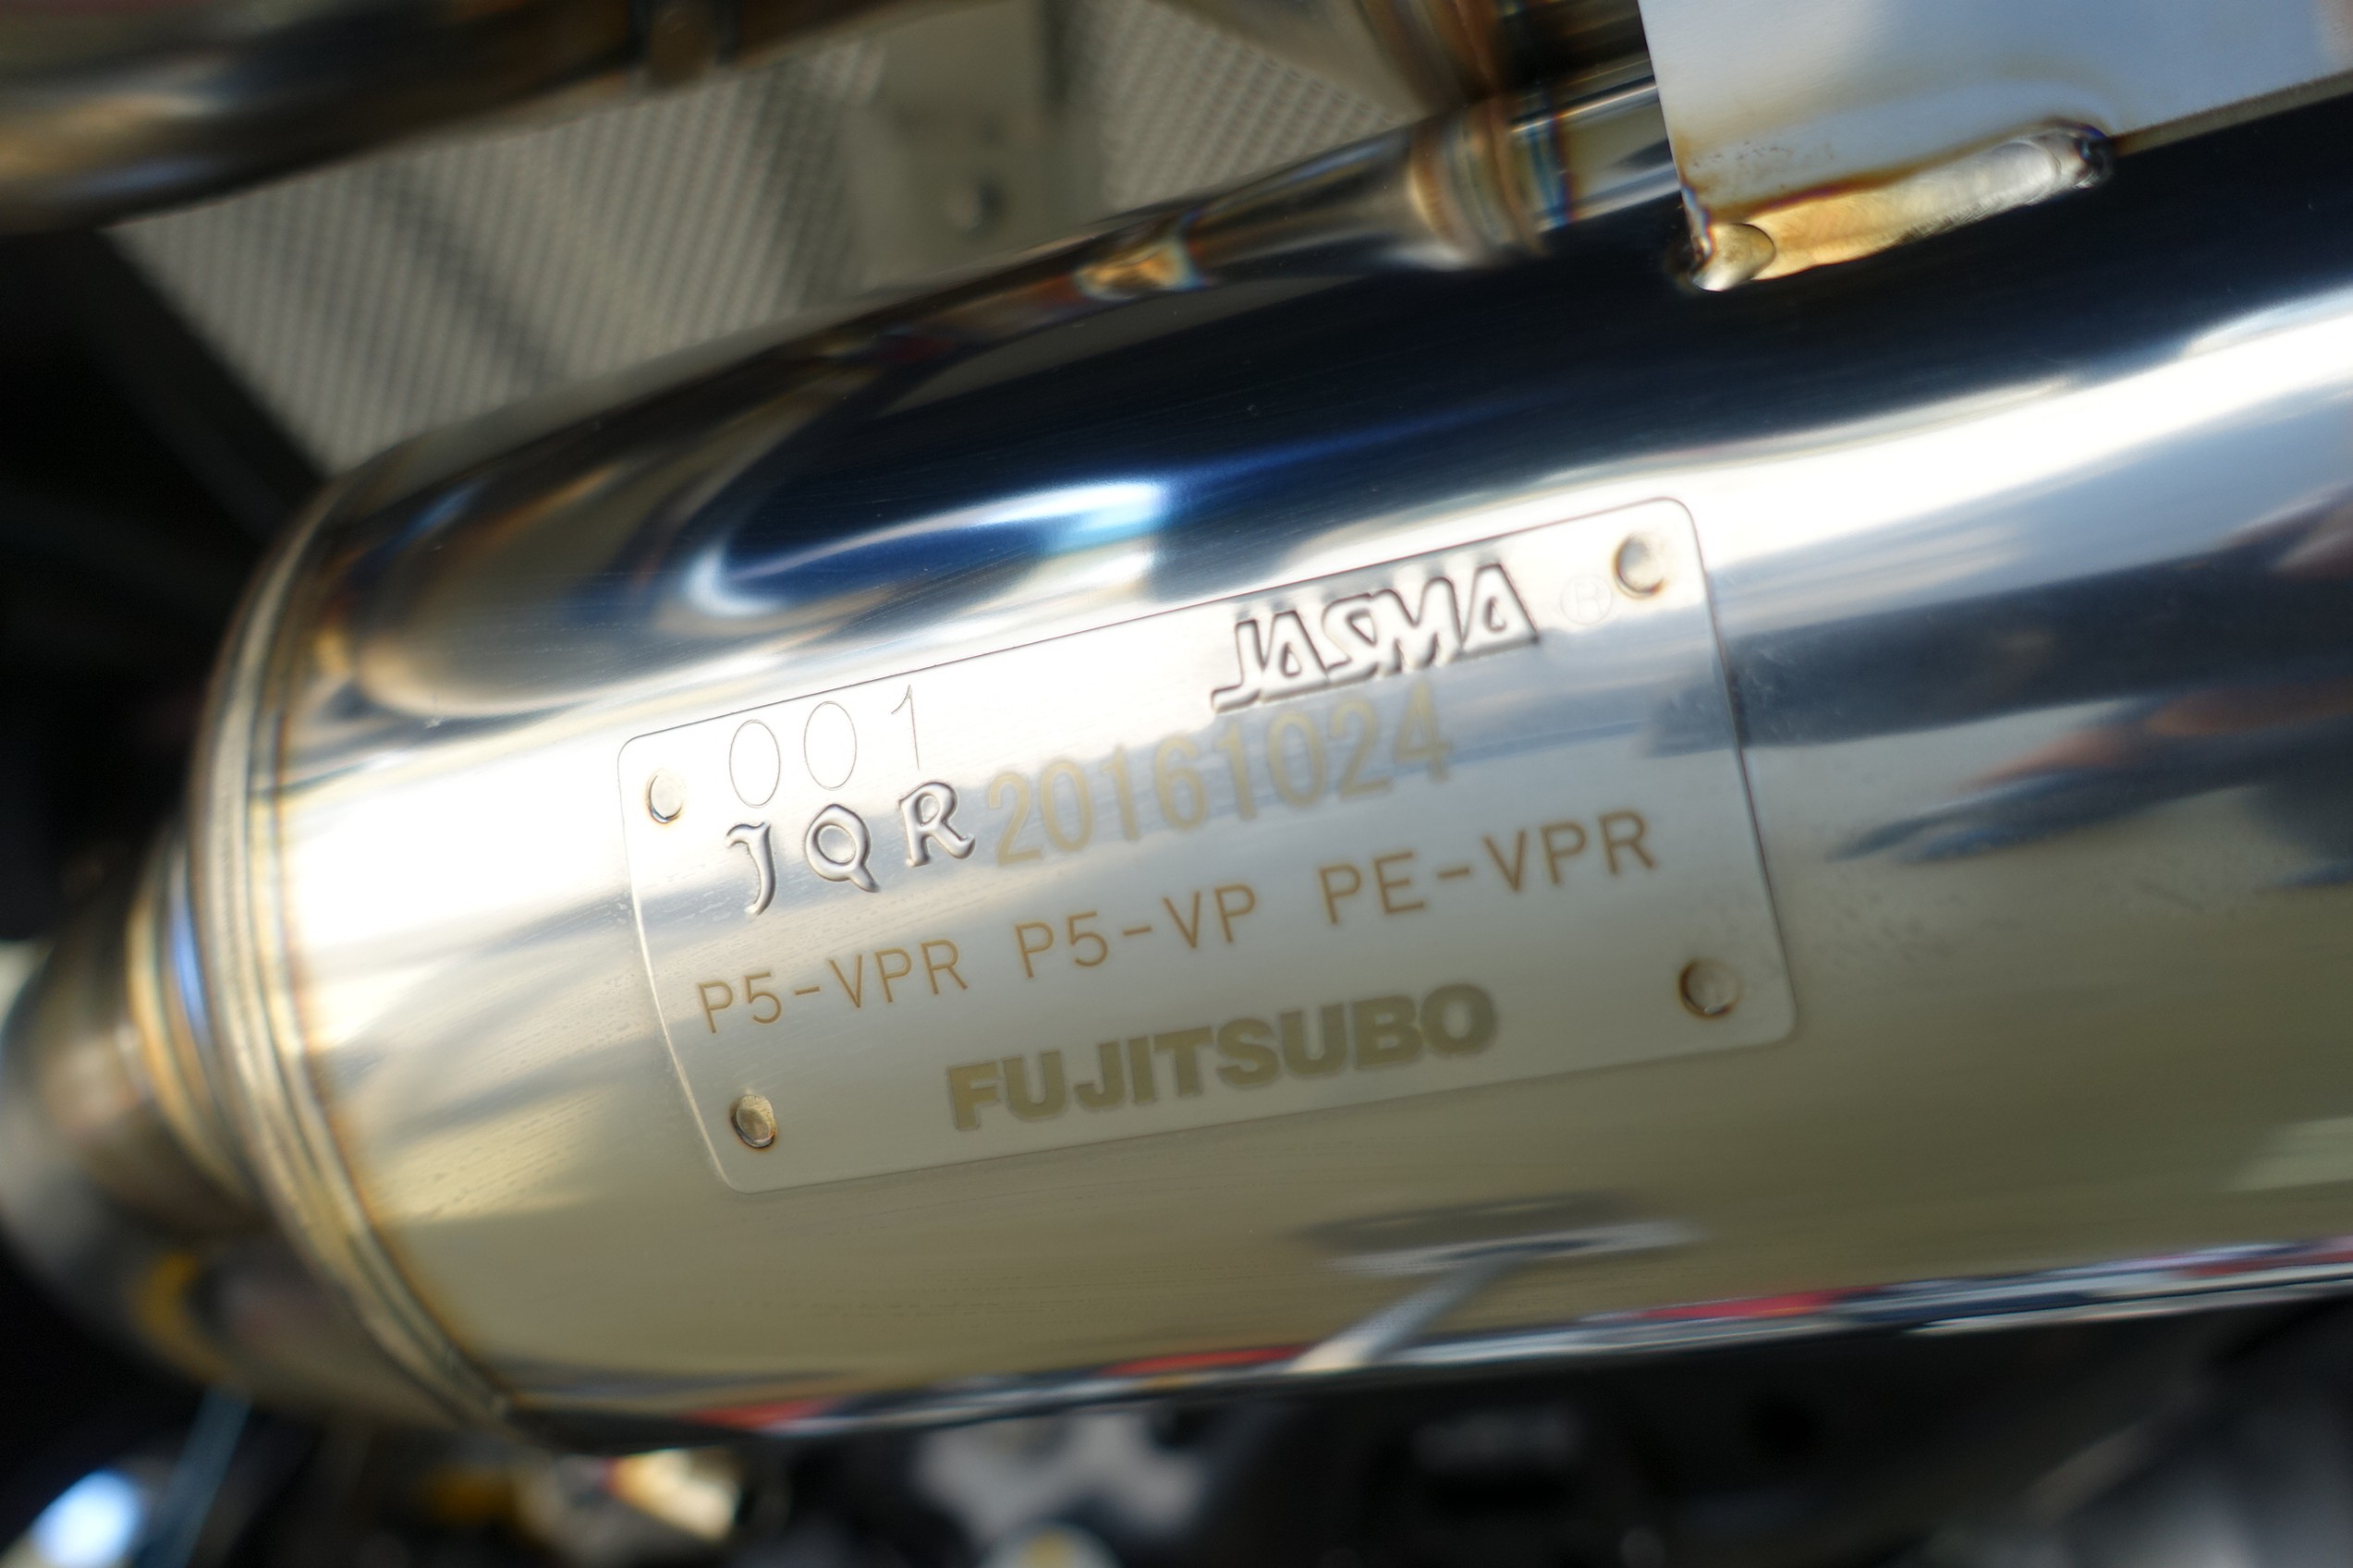 JASMA ®
001
JQR 20161024
P5-VPR P5-VP PE-VPR
FUJITSUBO